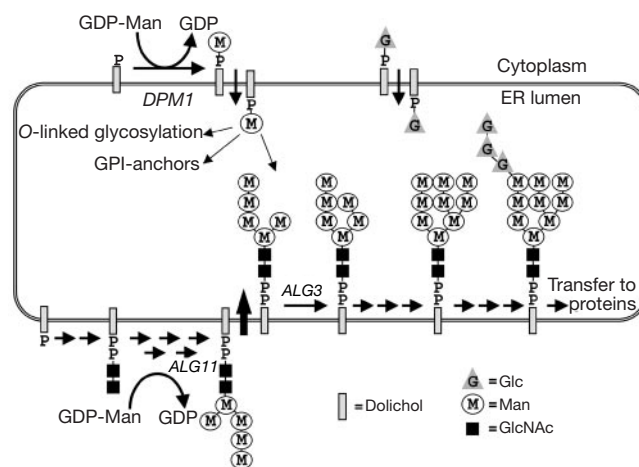 GDP-Man GDP
M G
P P P P
Cytoplasm
DPM1
ER lumen
P P
M G
O-linked glycosylation
GPI-anchors
G
G
G
M M M M M M M M
M M M M M M M M M
M M M M M M M M
M M M M
P P P P
P P P P
ALG3
Transfer to
proteins
P P P
P P
ALG11
GDP-Man GDP
M
M M
M
M
M
G =Glc
M =Man
=GlcNAc
=Dolichol